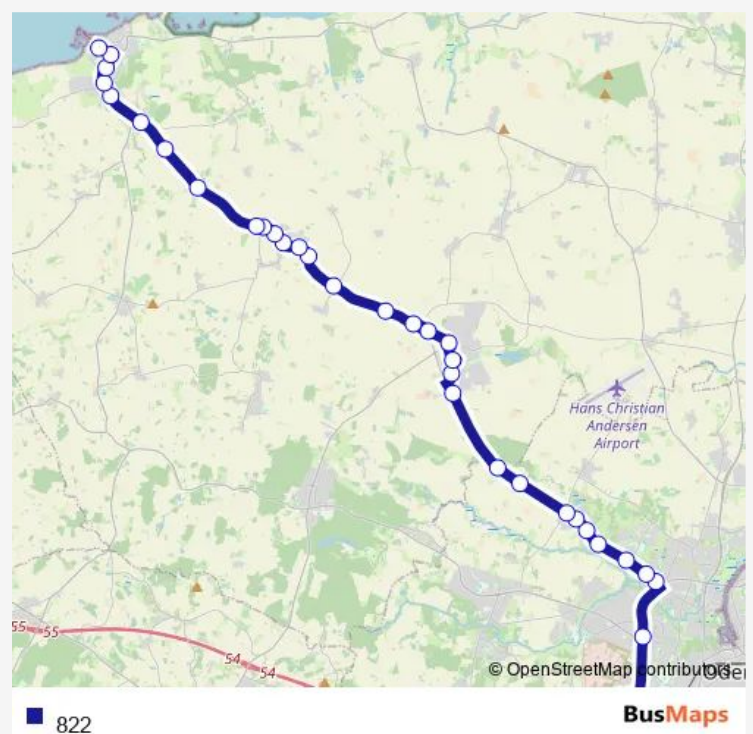 Hans Christian
Andersen
Airport
55
55
54
54
© OpenStreetMap contributors
822
BusMaps